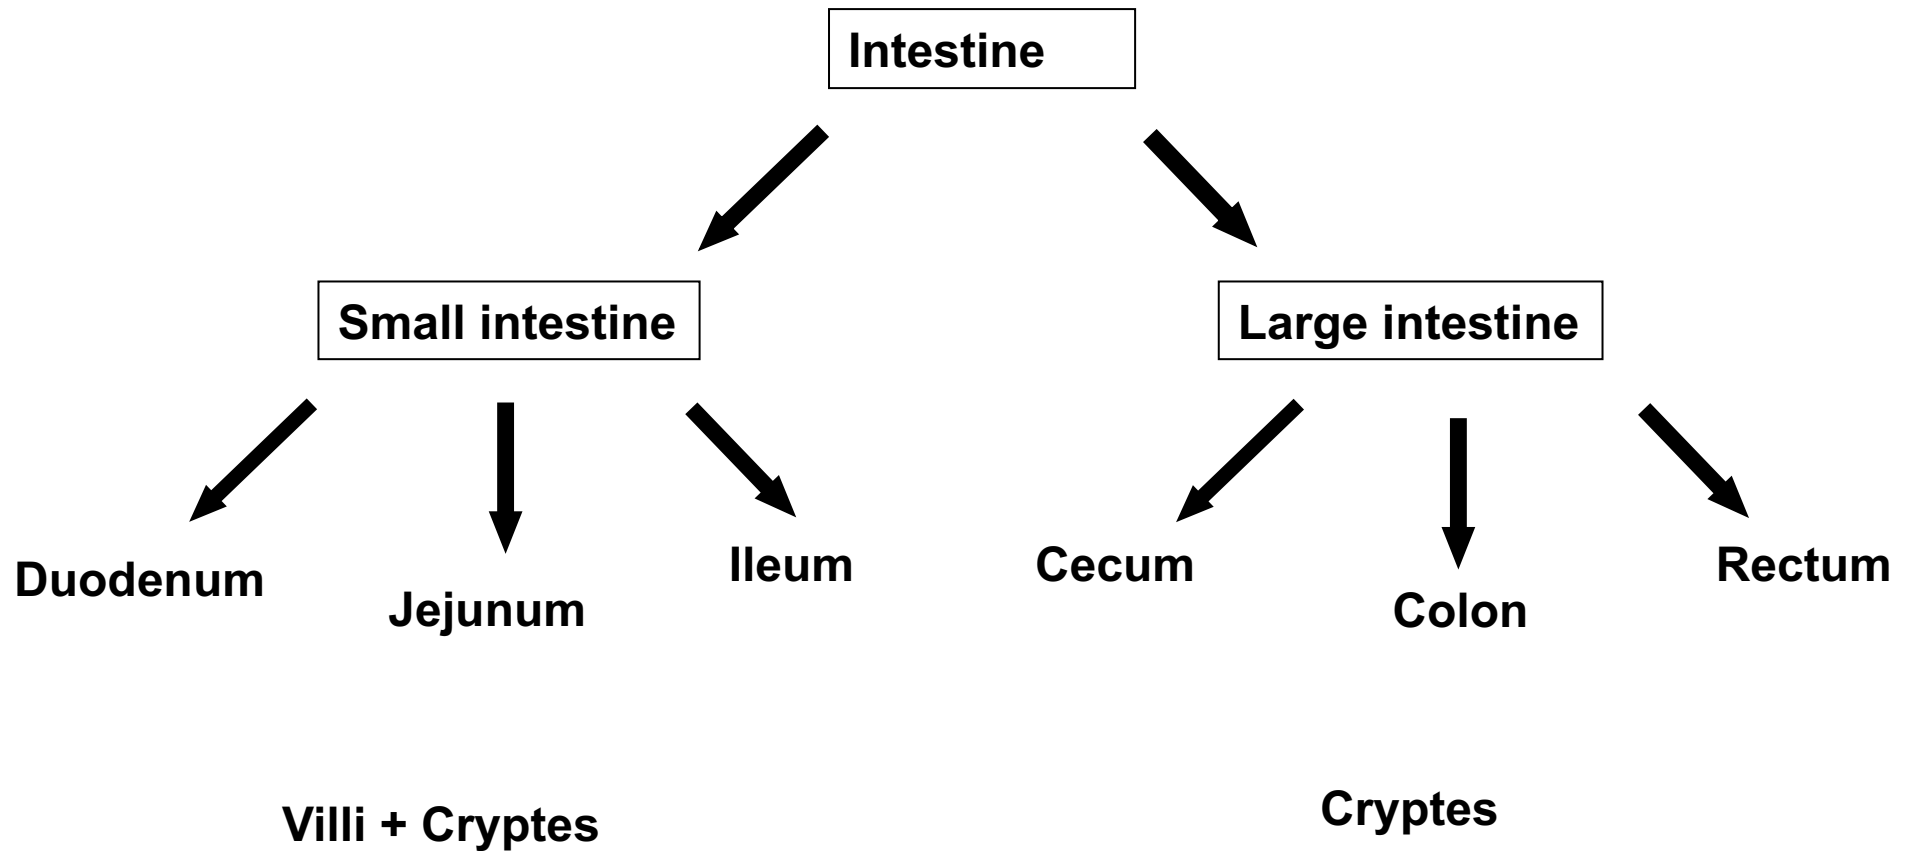 Intestine
Small intestine
Large intestine
Duodenum
Jejunum
Ileum
Cecum
Colon
Rectum
Villi + Cryptes
Cryptes